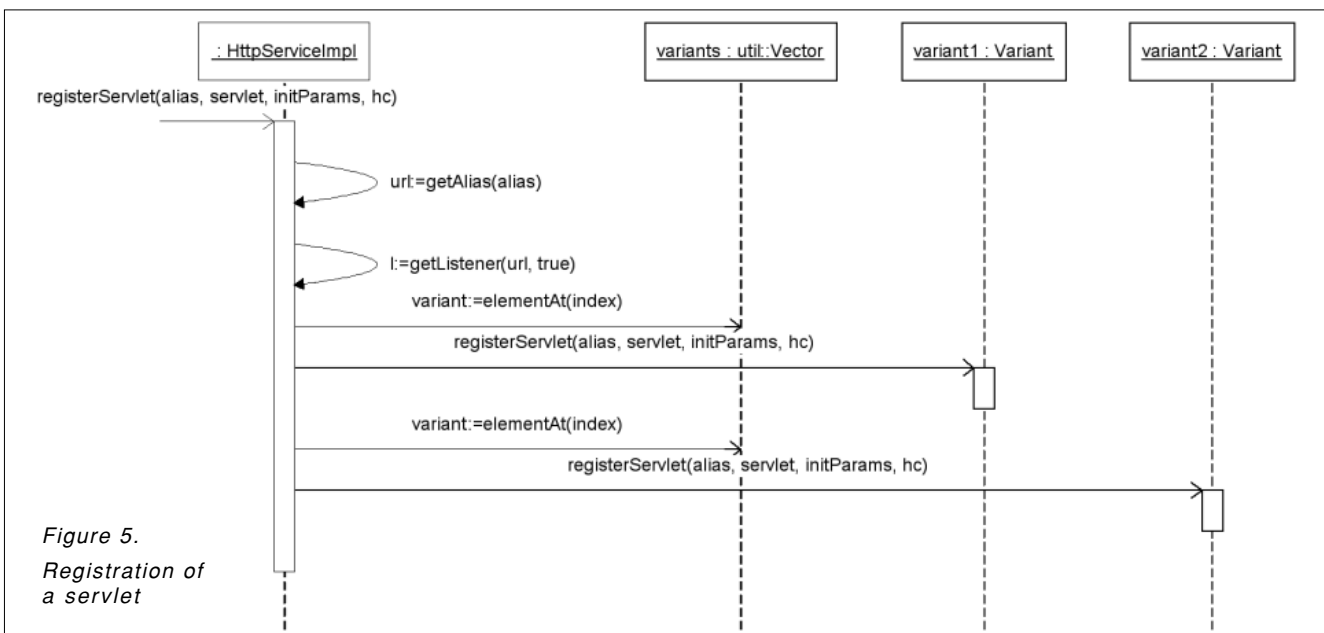 : HttpServiceImpl
variants : util::Vector
variant1 : Variant
variant2 : Variant
registerServlet(alias, servlet, initParams, hc)
url:=getAlias(alias)
l:=getListener(url, true)
variant:=elementAt(index)
registerServlet(alias, servlet, initParams, hc)
variant:=elementAt(index)
registerServlet(alias, servlet, initParams, hc)
Figure 5.
Registration of
a servlet